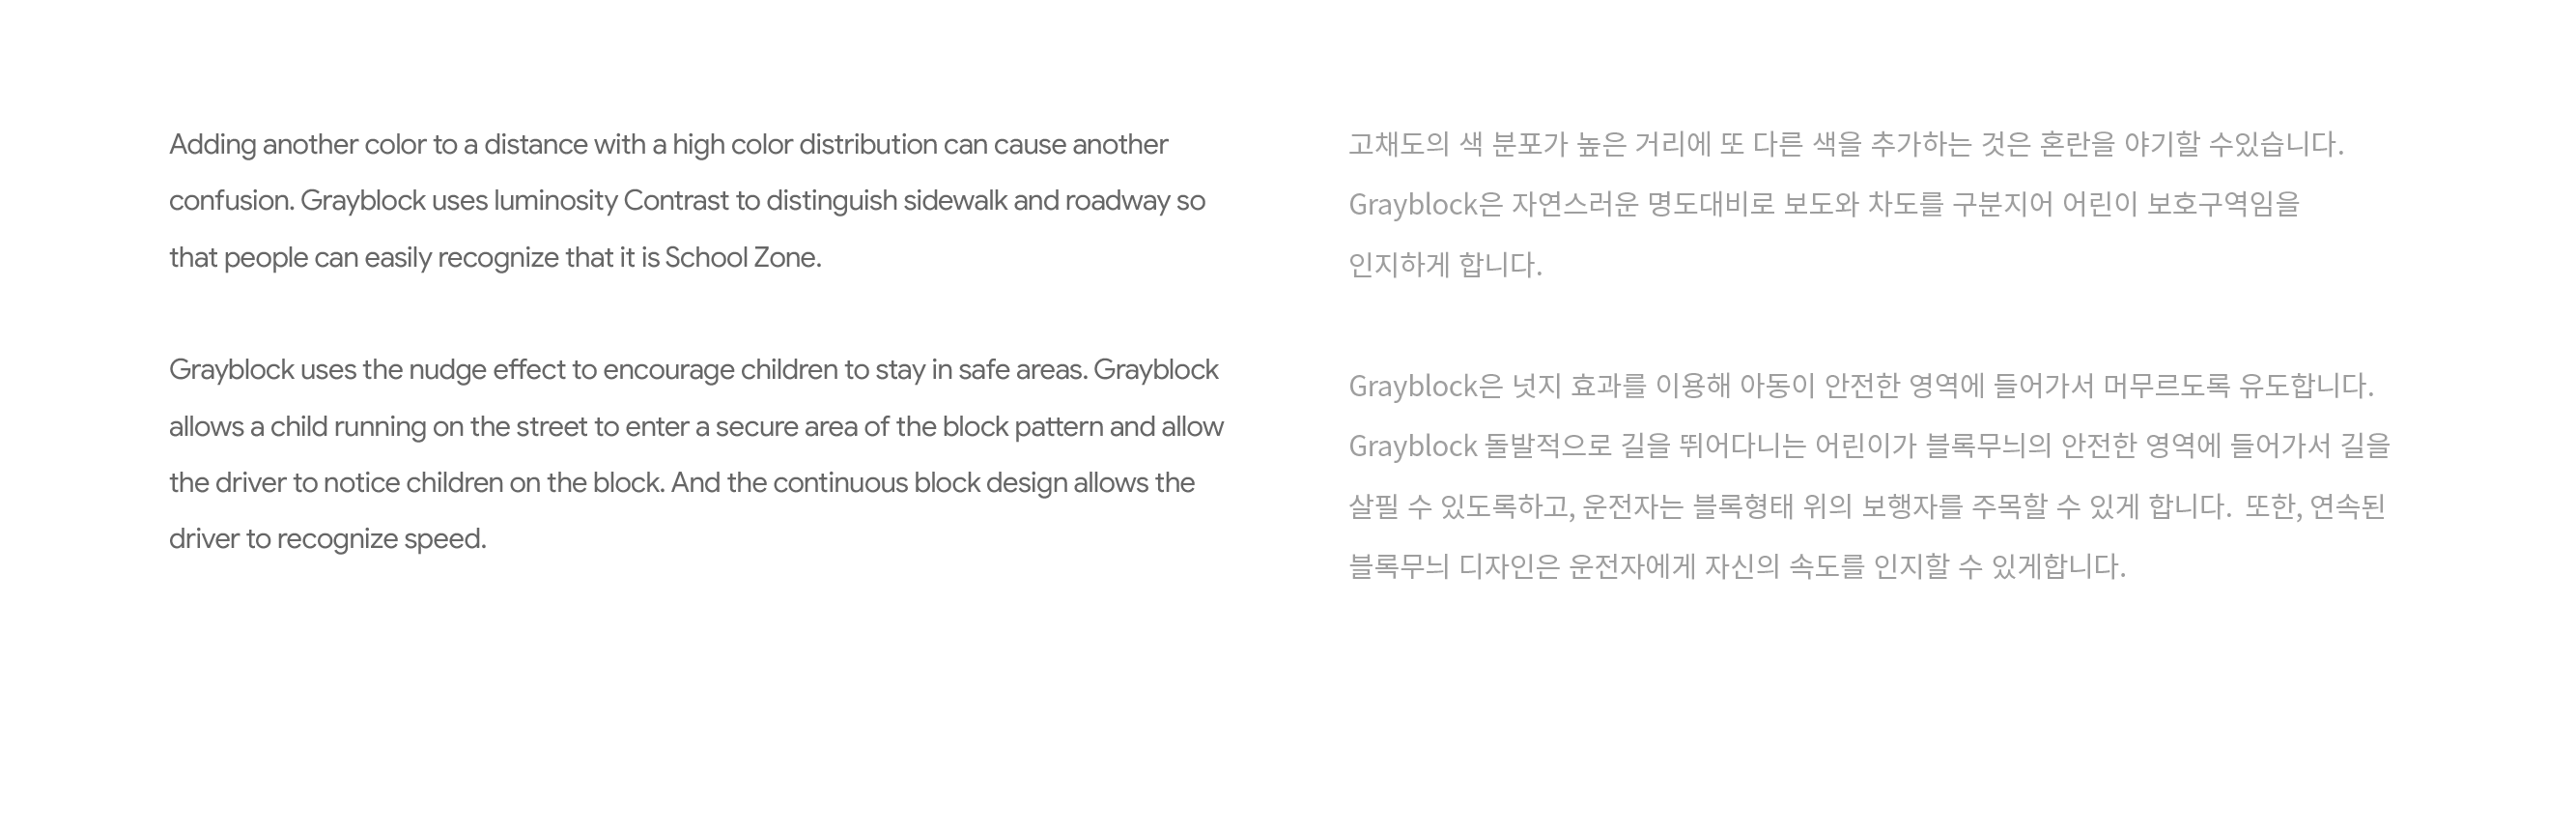 Adding another color to a distance with a high color distribution can cause another
confusion. Grayblock uses luminosity Contrast to distinguish sidewalk and roadway so
that people can easily recognize that it is School Zone.
Grayblock uses the nudge effect to encourage children to stay in safe areas. Grayblock
allows a child running on the street to enter a secure area of the block pattern and allow
the driver to notice children on the block. And the continuous block design allows the
driver to recognize speed.
고채도의 색 분포가 높은 거리에 또 다른 색을 추가하는 것은 혼란을 야기할 수있습니다.
Grayblock은 자연스러운 명도대비로 보도와 차도를 구분지어 어린이 보호구역임을
인지하게 합니다.
Grayblock은 넛지 효과를 이용해 아동이 안전한 영역에 들어가서 머무르도록 유도합니다.
Grayblock 돌발적으로 길을 뛰어다니는 어린이가 블록무늬의 안전한 영역에 들어가서 길을
살필 수 있도록하고, 운전자는 블록형태 위의 보행자를 주목할 수 있게 합니다. 또한, 연속된
블록무늬 디자인은 운전자에게 자신의 속도를 인지할 수 있게합니다.